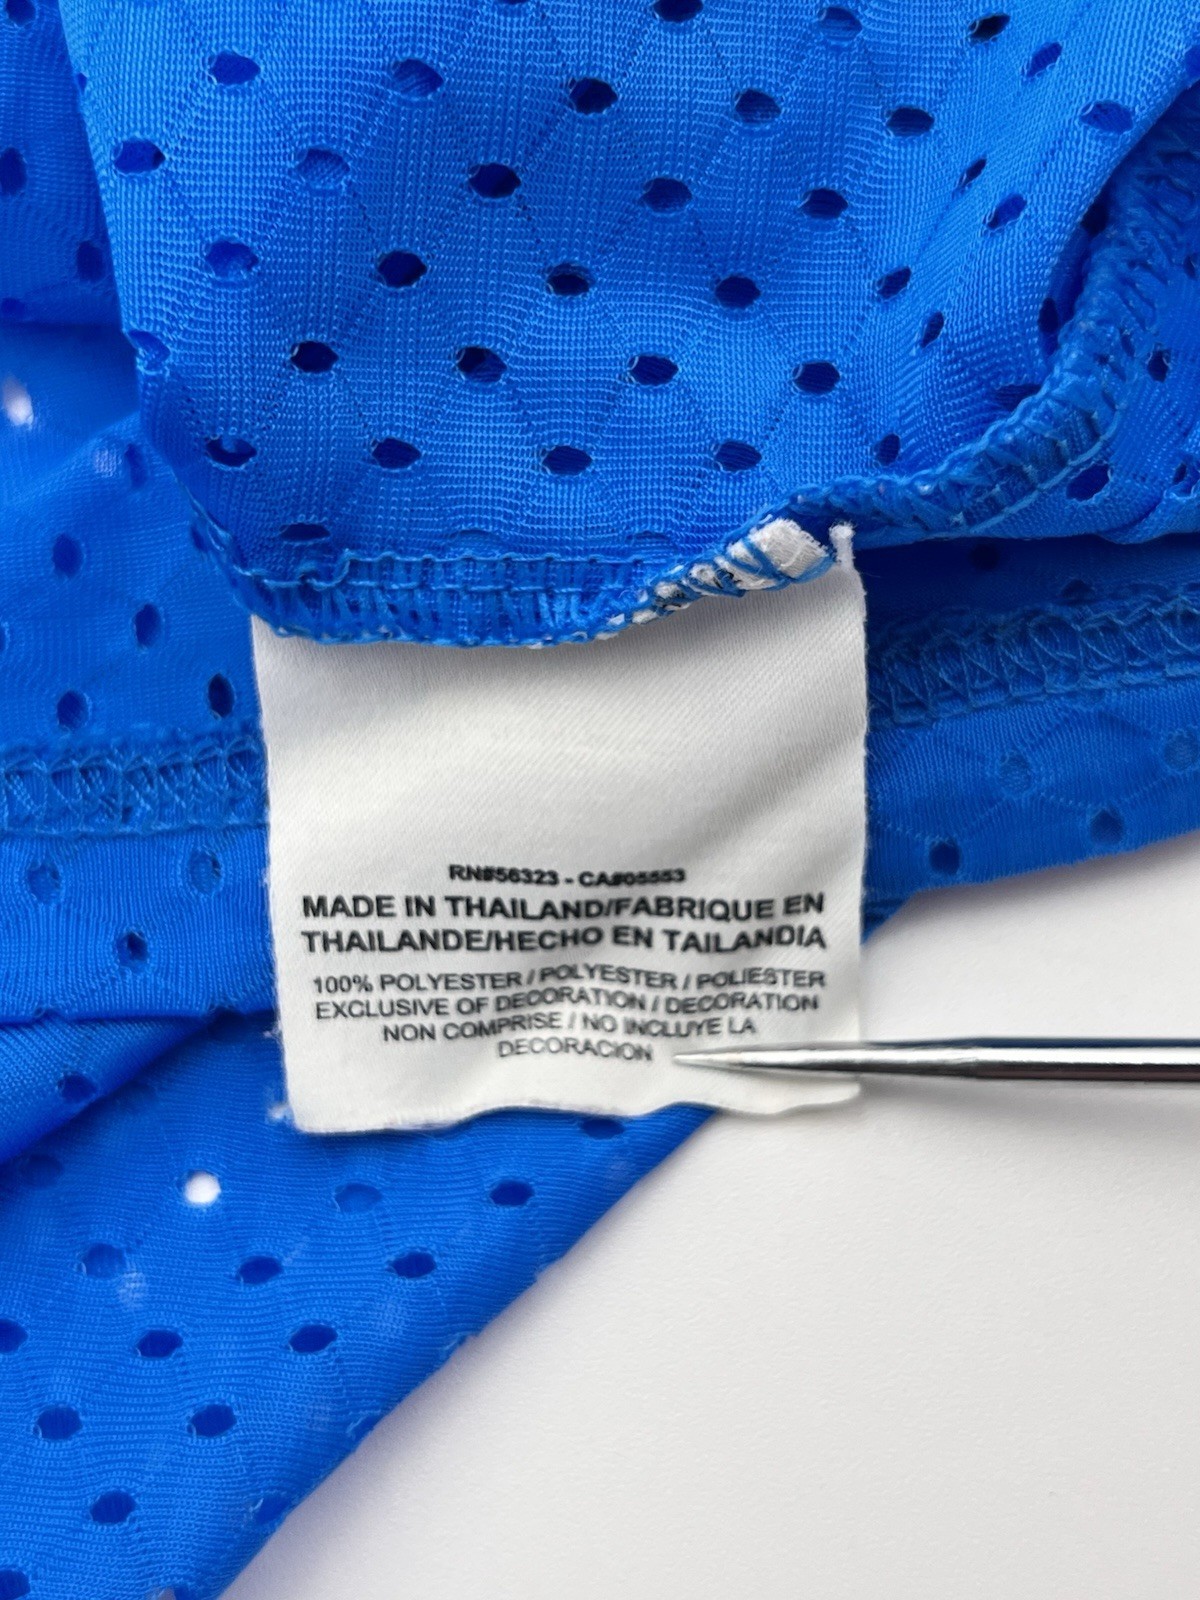 RN#56323 - CA#05553
MADE IN THAILAND/FABRIQUE EN
THAILANDE/HECHO EN TAILANDIA
100% POLYESTER / POLYESTER / POLIESTER
EXCLUSIVE OF DECORATION / DECORATION
NON COMPRISE / NO INCLUYE LA
DECORACION